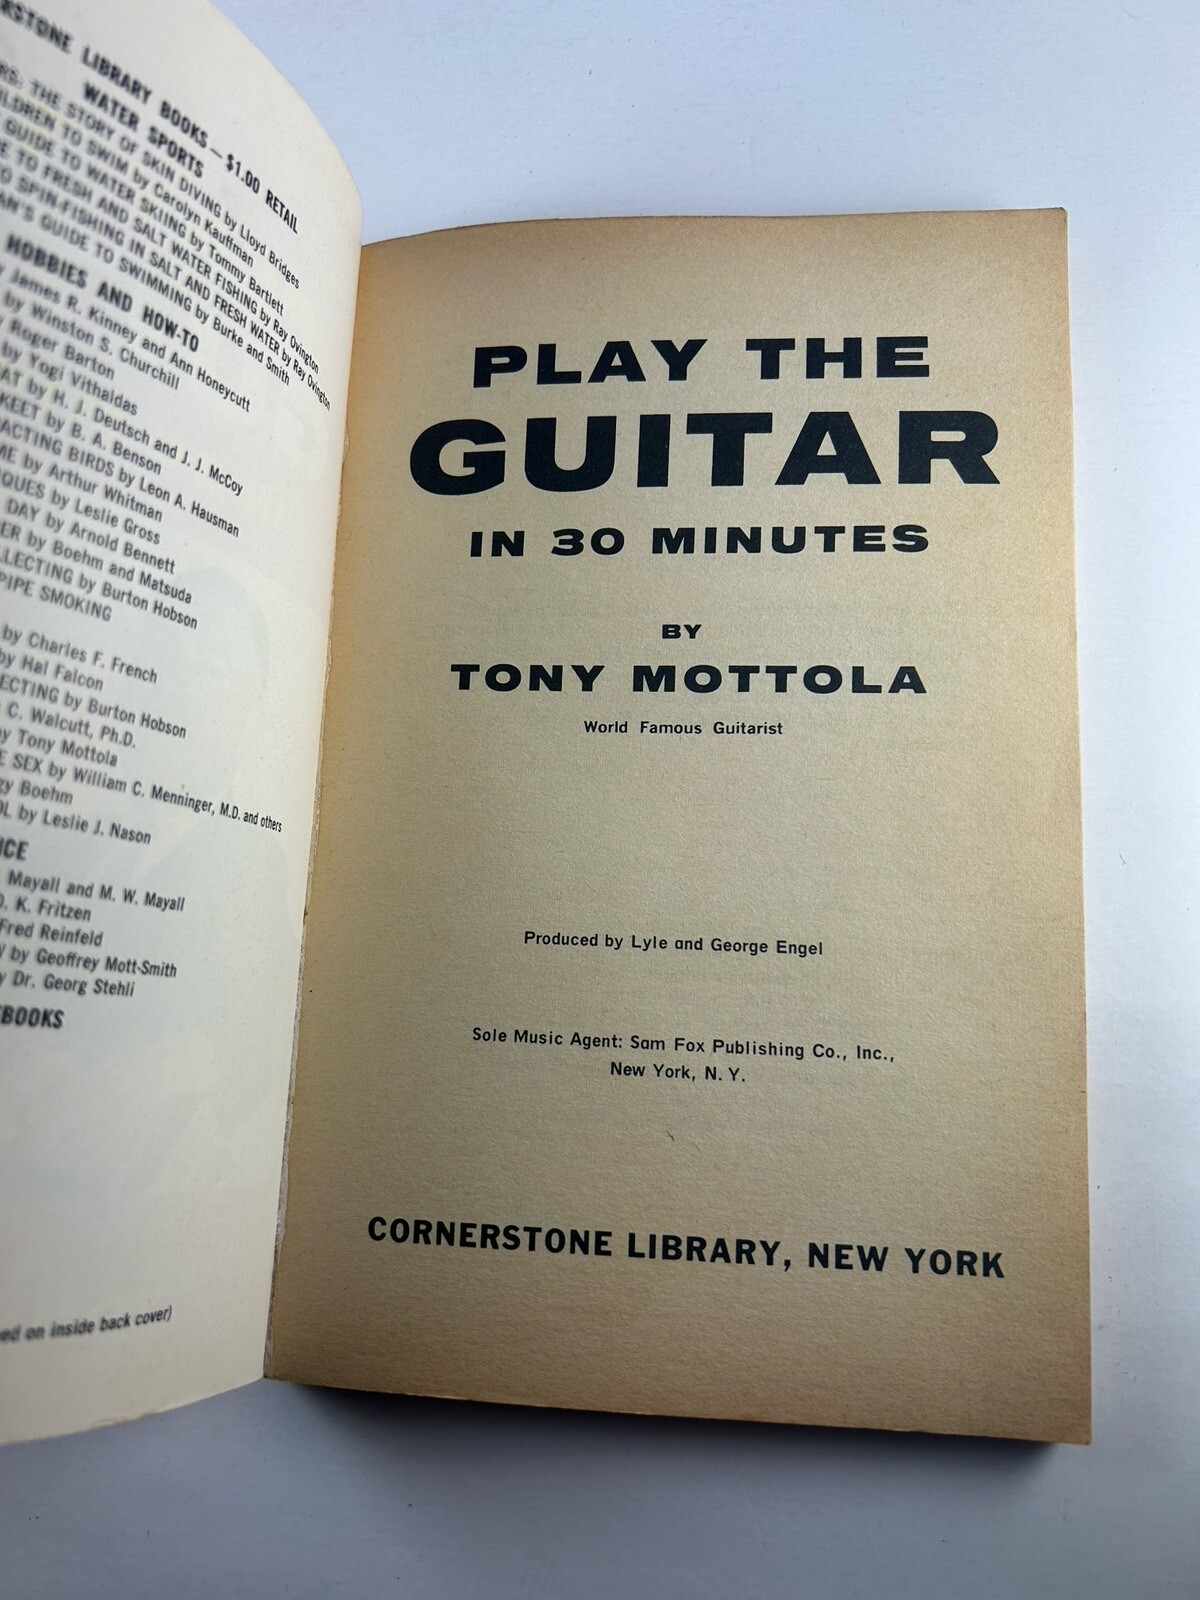 RSTONE LIBRARY BOOKS — $1.00 RETAIL
WATER SPORTS
RS: THE STORY OF SKIN DIVING by Lloyd Bridges
ILDREN TO SWIM by Carolyn Kauffman
GUIDE TO WATER SKIING by Tommy Bartlett
E TO FRESH AND SALT WATER FISHING by Ray Ovington
O SPIN-FISHING IN SALT AND FRESH WATER by Ray Ovington
AN'S GUIDE TO SWIMMING by Burke and Smith
HOBBIES AND HOW-TO
y James R. Kinney and Ann Honeycutt
by Winston S. Churchill
y Roger Barton
by Yogi Vithaldas
AT by H. J. Deutsch and J. J. McCoy
KEET by B. A. Benson
ACTING BIRDS by Leon A. Hausman
ME by Arthur Whitman
QUES by Leslie Gross
DAY by Arnold Bennett
ER by Boehm and Matsuda
LLECTING by Burton Hobson
PIPE SMOKING
by Charles F. French
by Hal Falcon
ECTING by Burton Hobson
C. Walcutt, Ph.D.
y Tony Mottola
E SEX by William C. Menninger, M.D. and others
gy Boehm
OL by Leslie J. Nason
ICE
Mayall and M. W. Mayall
D. K. Fritzen
Fred Reinfeld
W by Geoffrey Mott-Smith
y Dr. Georg Stehli
BOOKS
ed on inside back cover)
PLAY THE
GUITAR
IN 30 MINUTES
BY
TONY MOTTOLA
World Famous Guitarist
Produced by Lyle and George Engel
Sole Music Agent: Sam Fox Publishing Co., Inc.,
New York, N. Y.
CORNERSTONE LIBRARY, NEW YORK